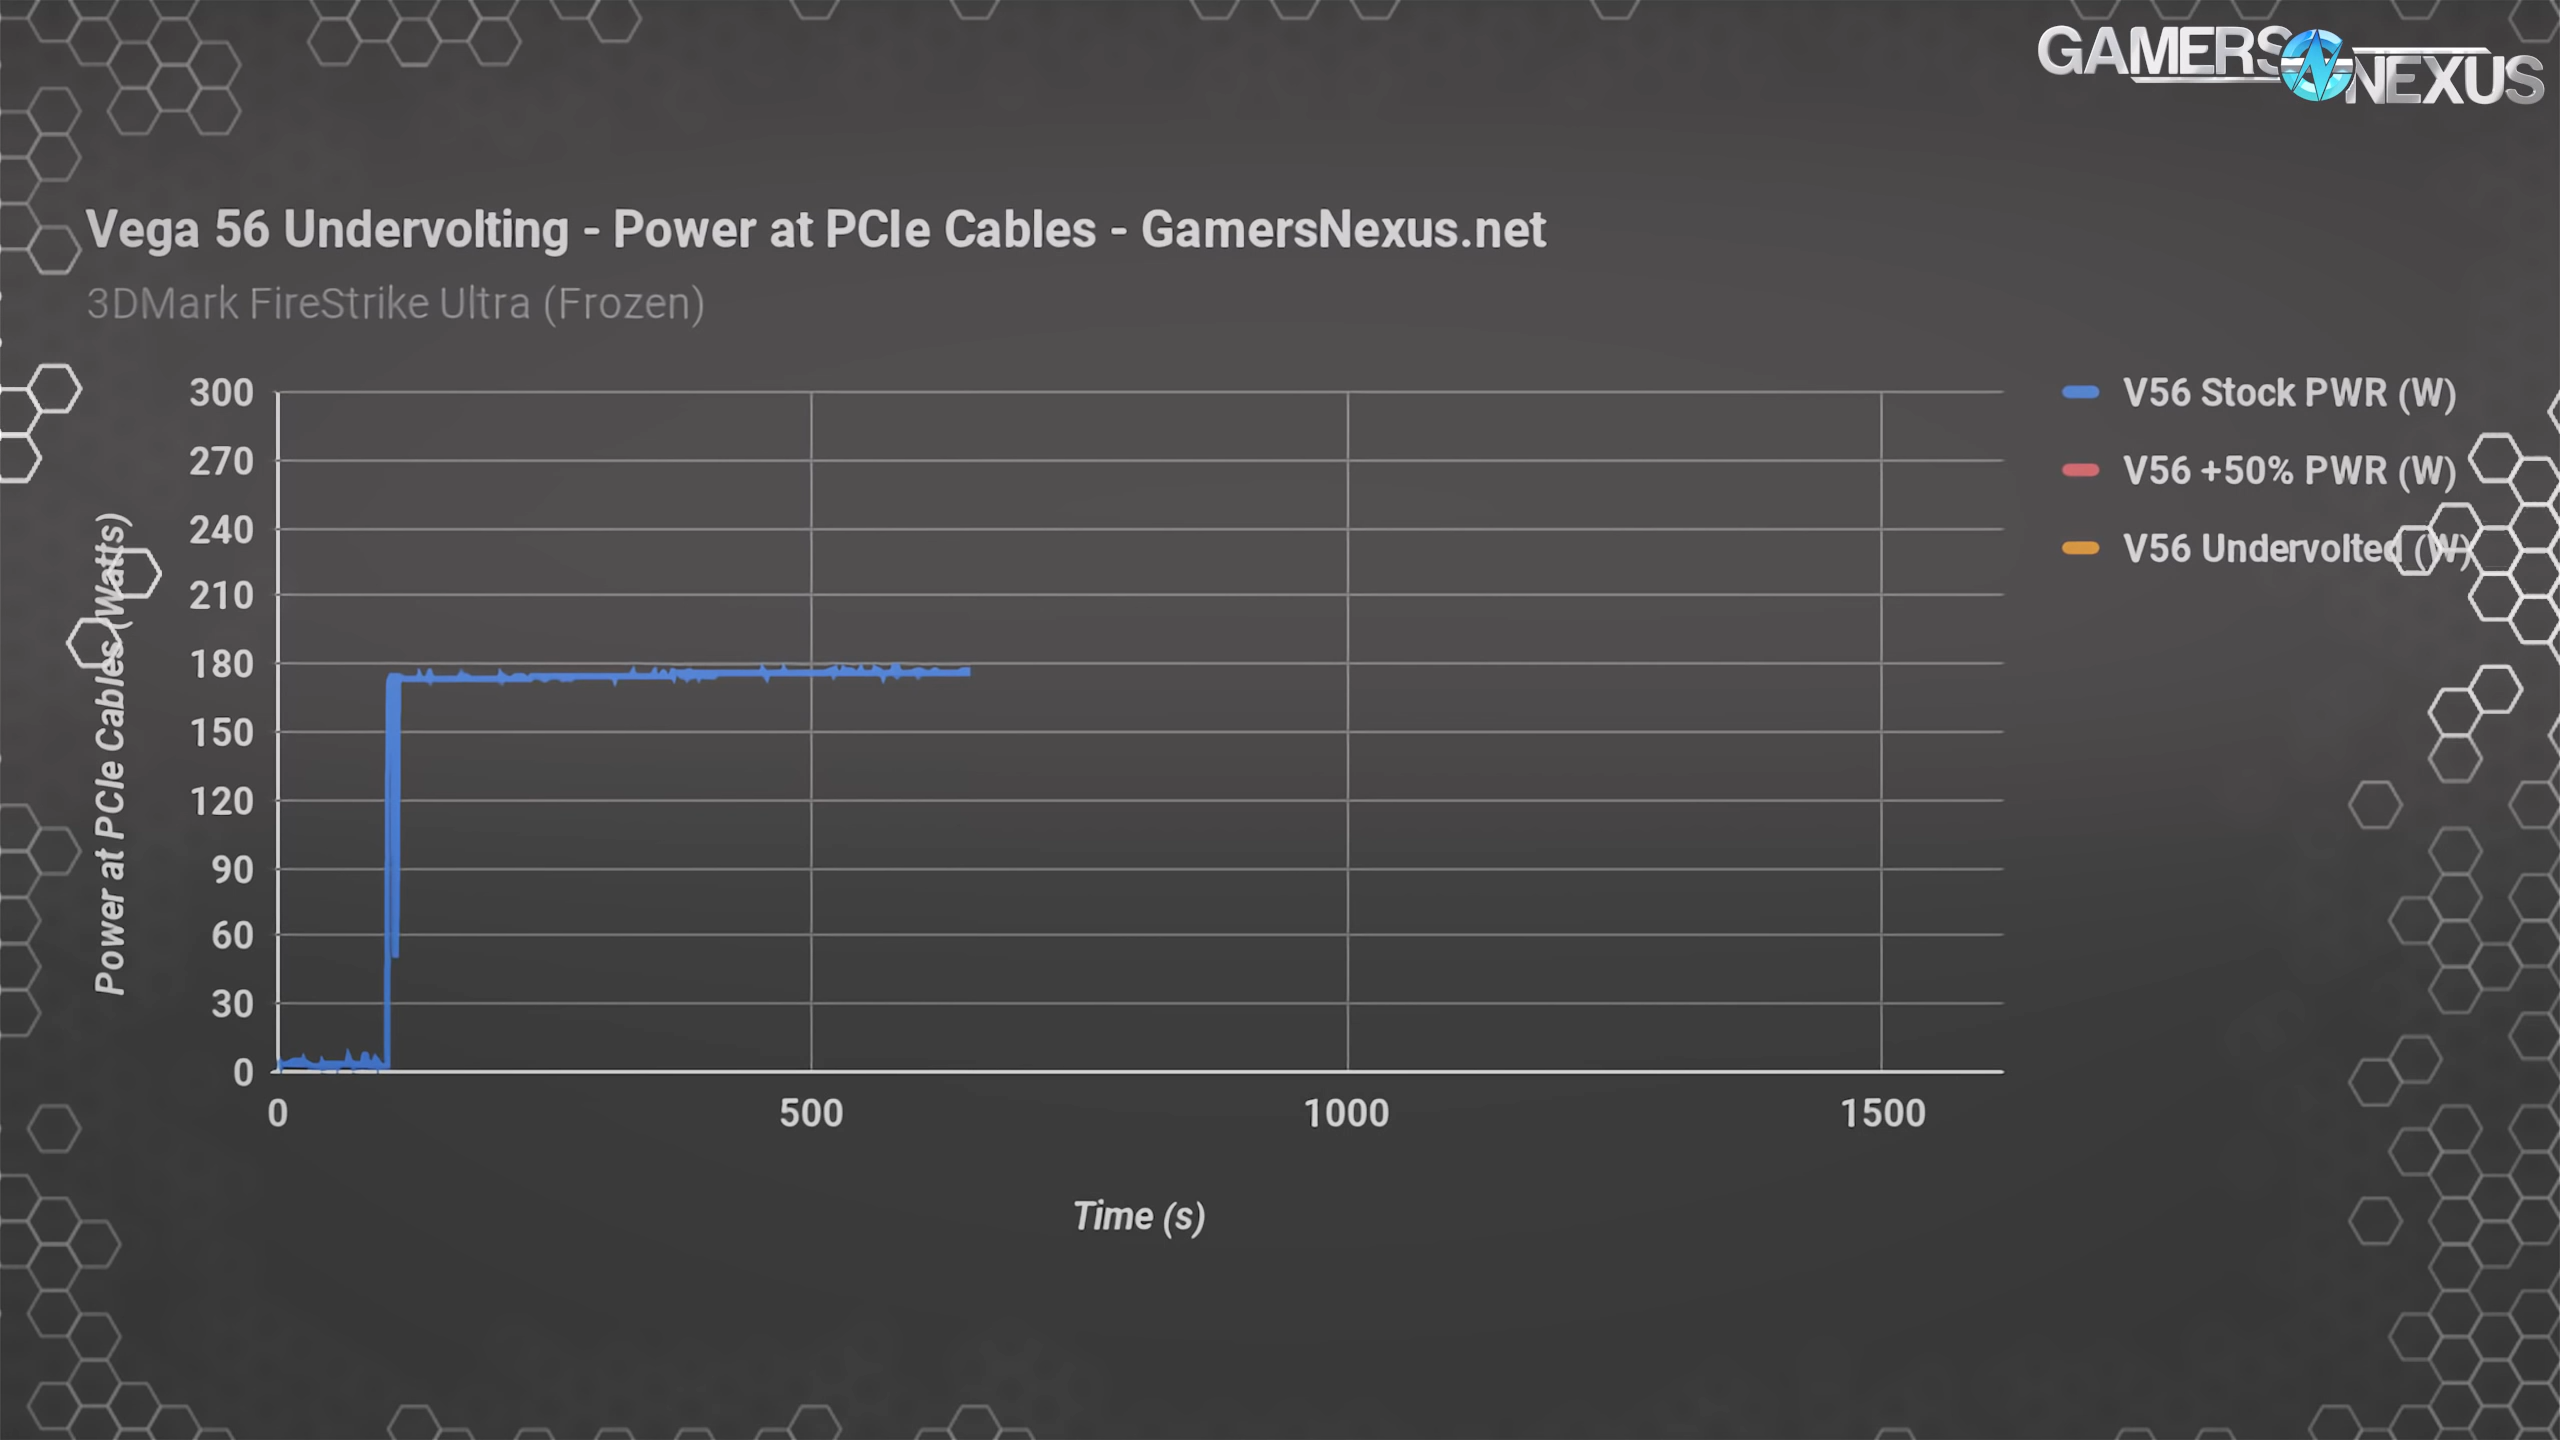 GAMERS NEXUS
Vega 56 Undervolting - Power at PCIe Cables - GamersNexus.net
3DMark FireStrike Ultra (Frozen)
Power at PCIe Cables (Watts)
300
270
240
210
180
150
120
90
60
30
0
0
500
1000
1500
Time (s)
V56 Stock PWR (W)
V56 +50% PWR (W)
V56 Undervolted (W)